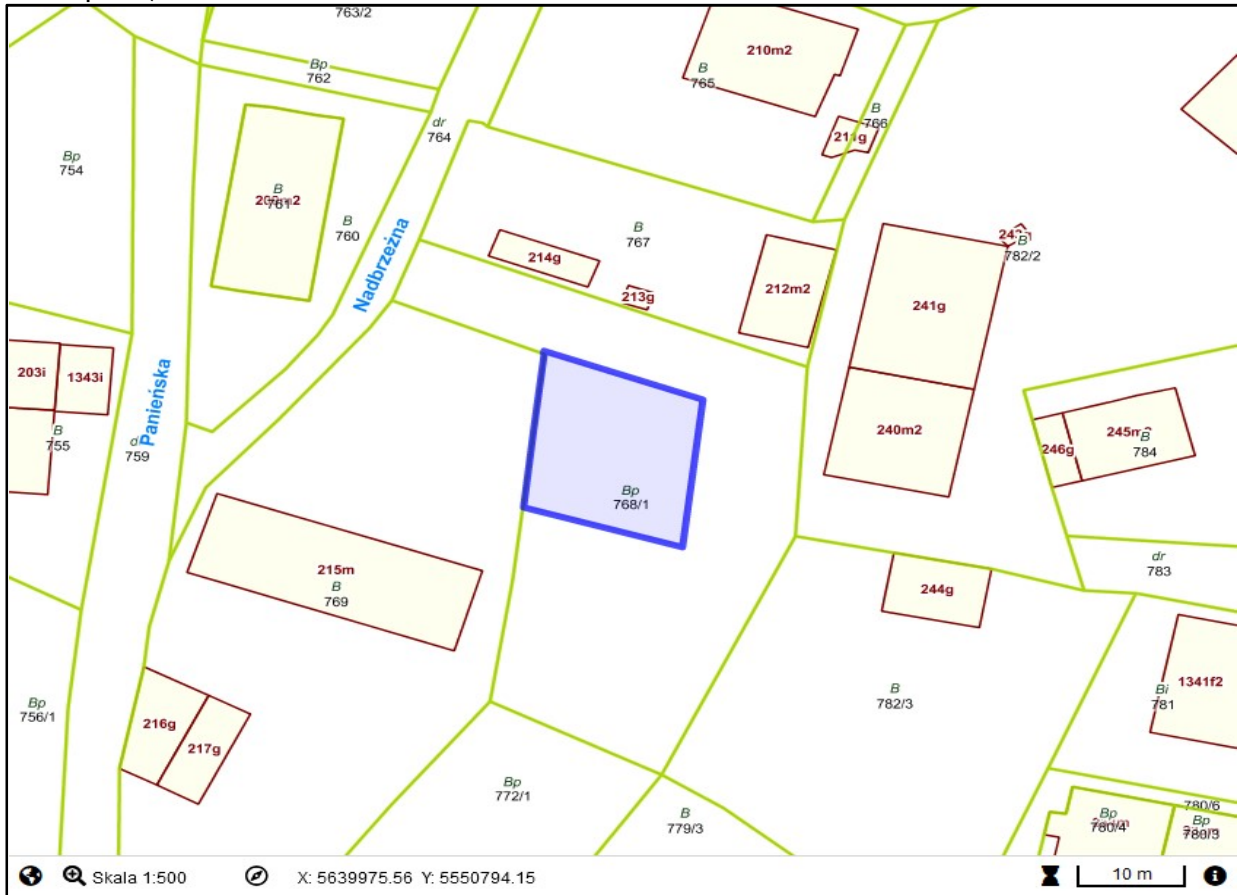 763/2
Bp
762
210m2
B
765
B
766
211g
dr
764
Bp
754
B
761
B
760
Nadbrzeżna
B
767
214g
213g
212m2
B
782/2
241g
203i
1343i
Panieńska
B
755
759
240m2
246g
B
784
Bp
768/1
dr
783
215m
B
769
244g
Bp
756/1
216g
217g
B
782/3
Bi
781
1341f2
Bp
772/1
B
779/3
780/6
Bp
780/4
Bp
780/3
Skala 1:500
X: 5639975.56 Y: 5550794.15
10 m